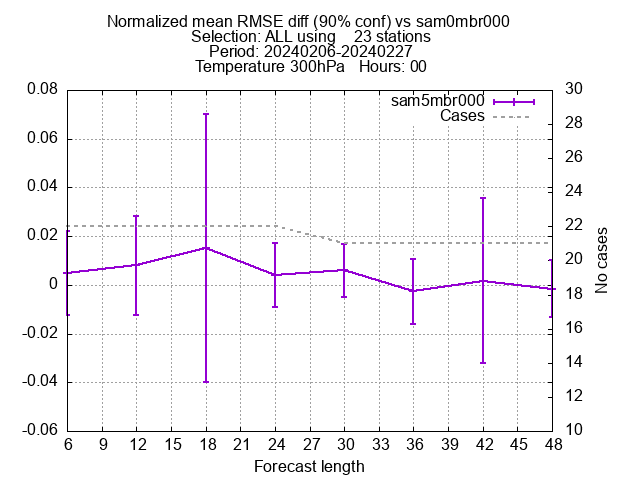 Normalized mean RMSE diff (90% conf) vs sam0mbr000
Selection: ALL using    23 stations
Period: 20240206-20240227
Temperature 300hPa   Hours: 00
sam5mbr000
Cases
0.08
0.06
0.04
0.02
0
-0.02
-0.04
-0.06
30
28
26
24
22
20
18
16
14
12
10
No cases
6 9 12 15 18 21 24 27 30 33 36 39 42 45 48
Forecast length